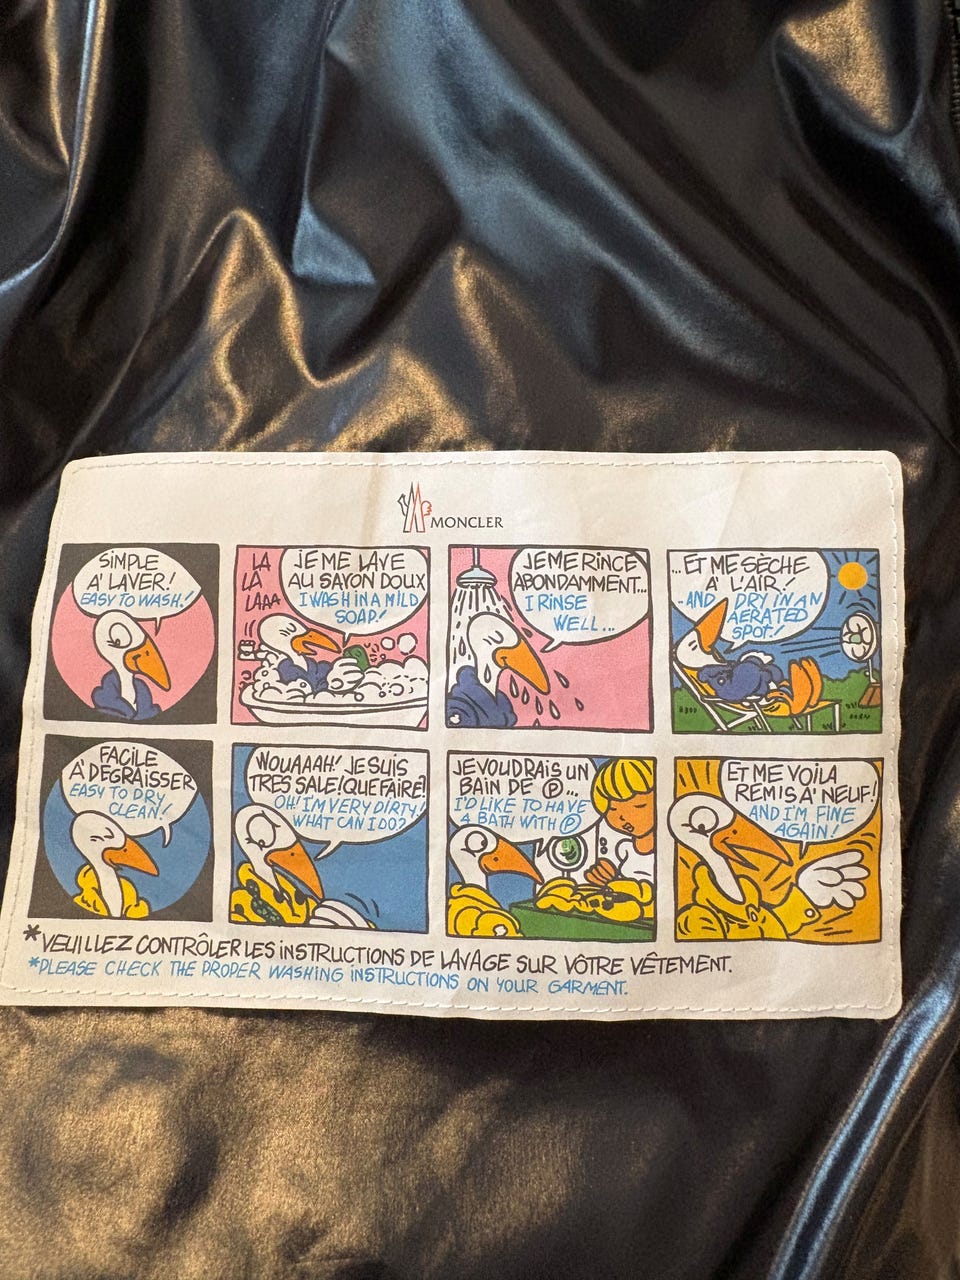 MONCLER
SIMPLE
A' LAVER!
EASY TO WASH!
LA
LA
LAAA
JE ME LAVE
AU SAVON DOUX
I WASH IN A MILD
SOAP!
JE ME RINCE
ABONDAMMENT...
I RINSE
WELL...
...ET ME SÈCHE
A' L'AIR!
..AND I DRY IN AN
AERATED
SPOT!
FACILE
A' DEGRAISSER
EASY TO DRY
CLEAN!
WOUAAAH! JE SUIS
TRES SALE! QUE FAIRE?
OH! I'M VERY DIRTY!
WHAT CAN I DO?
JE VOUDRAIS UN
BAIN DE Ⓟ...
I'D LIKE TO HAVE
A BATH WITH Ⓟ
ET ME VOILA
REMIS A' NEUF!
AND I'M FINE
AGAIN!
*VEUILLEZ CONTRÔLER LES INSTRUCTIONS DE LAVAGE SUR VÔTRE VÊTEMENT.
*PLEASE CHECK THE PROPER WASHING INSTRUCTIONS ON YOUR GARMENT.